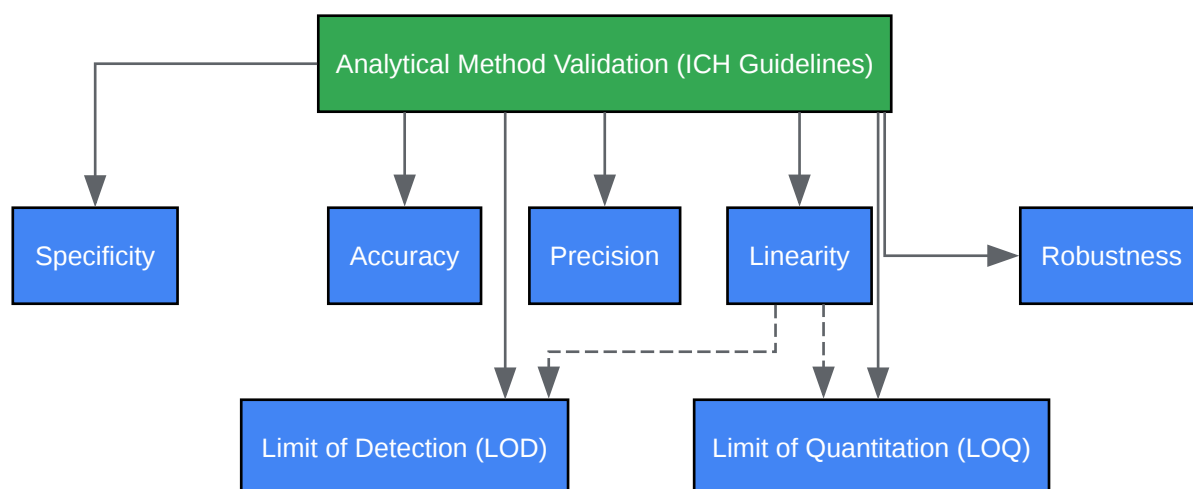 Analytical Method Validation (ICH Guidelines)
Specificity
Accuracy
Precision
Linearity
Robustness
Limit of Detection (LOD)
Limit of Quantitation (LOQ)